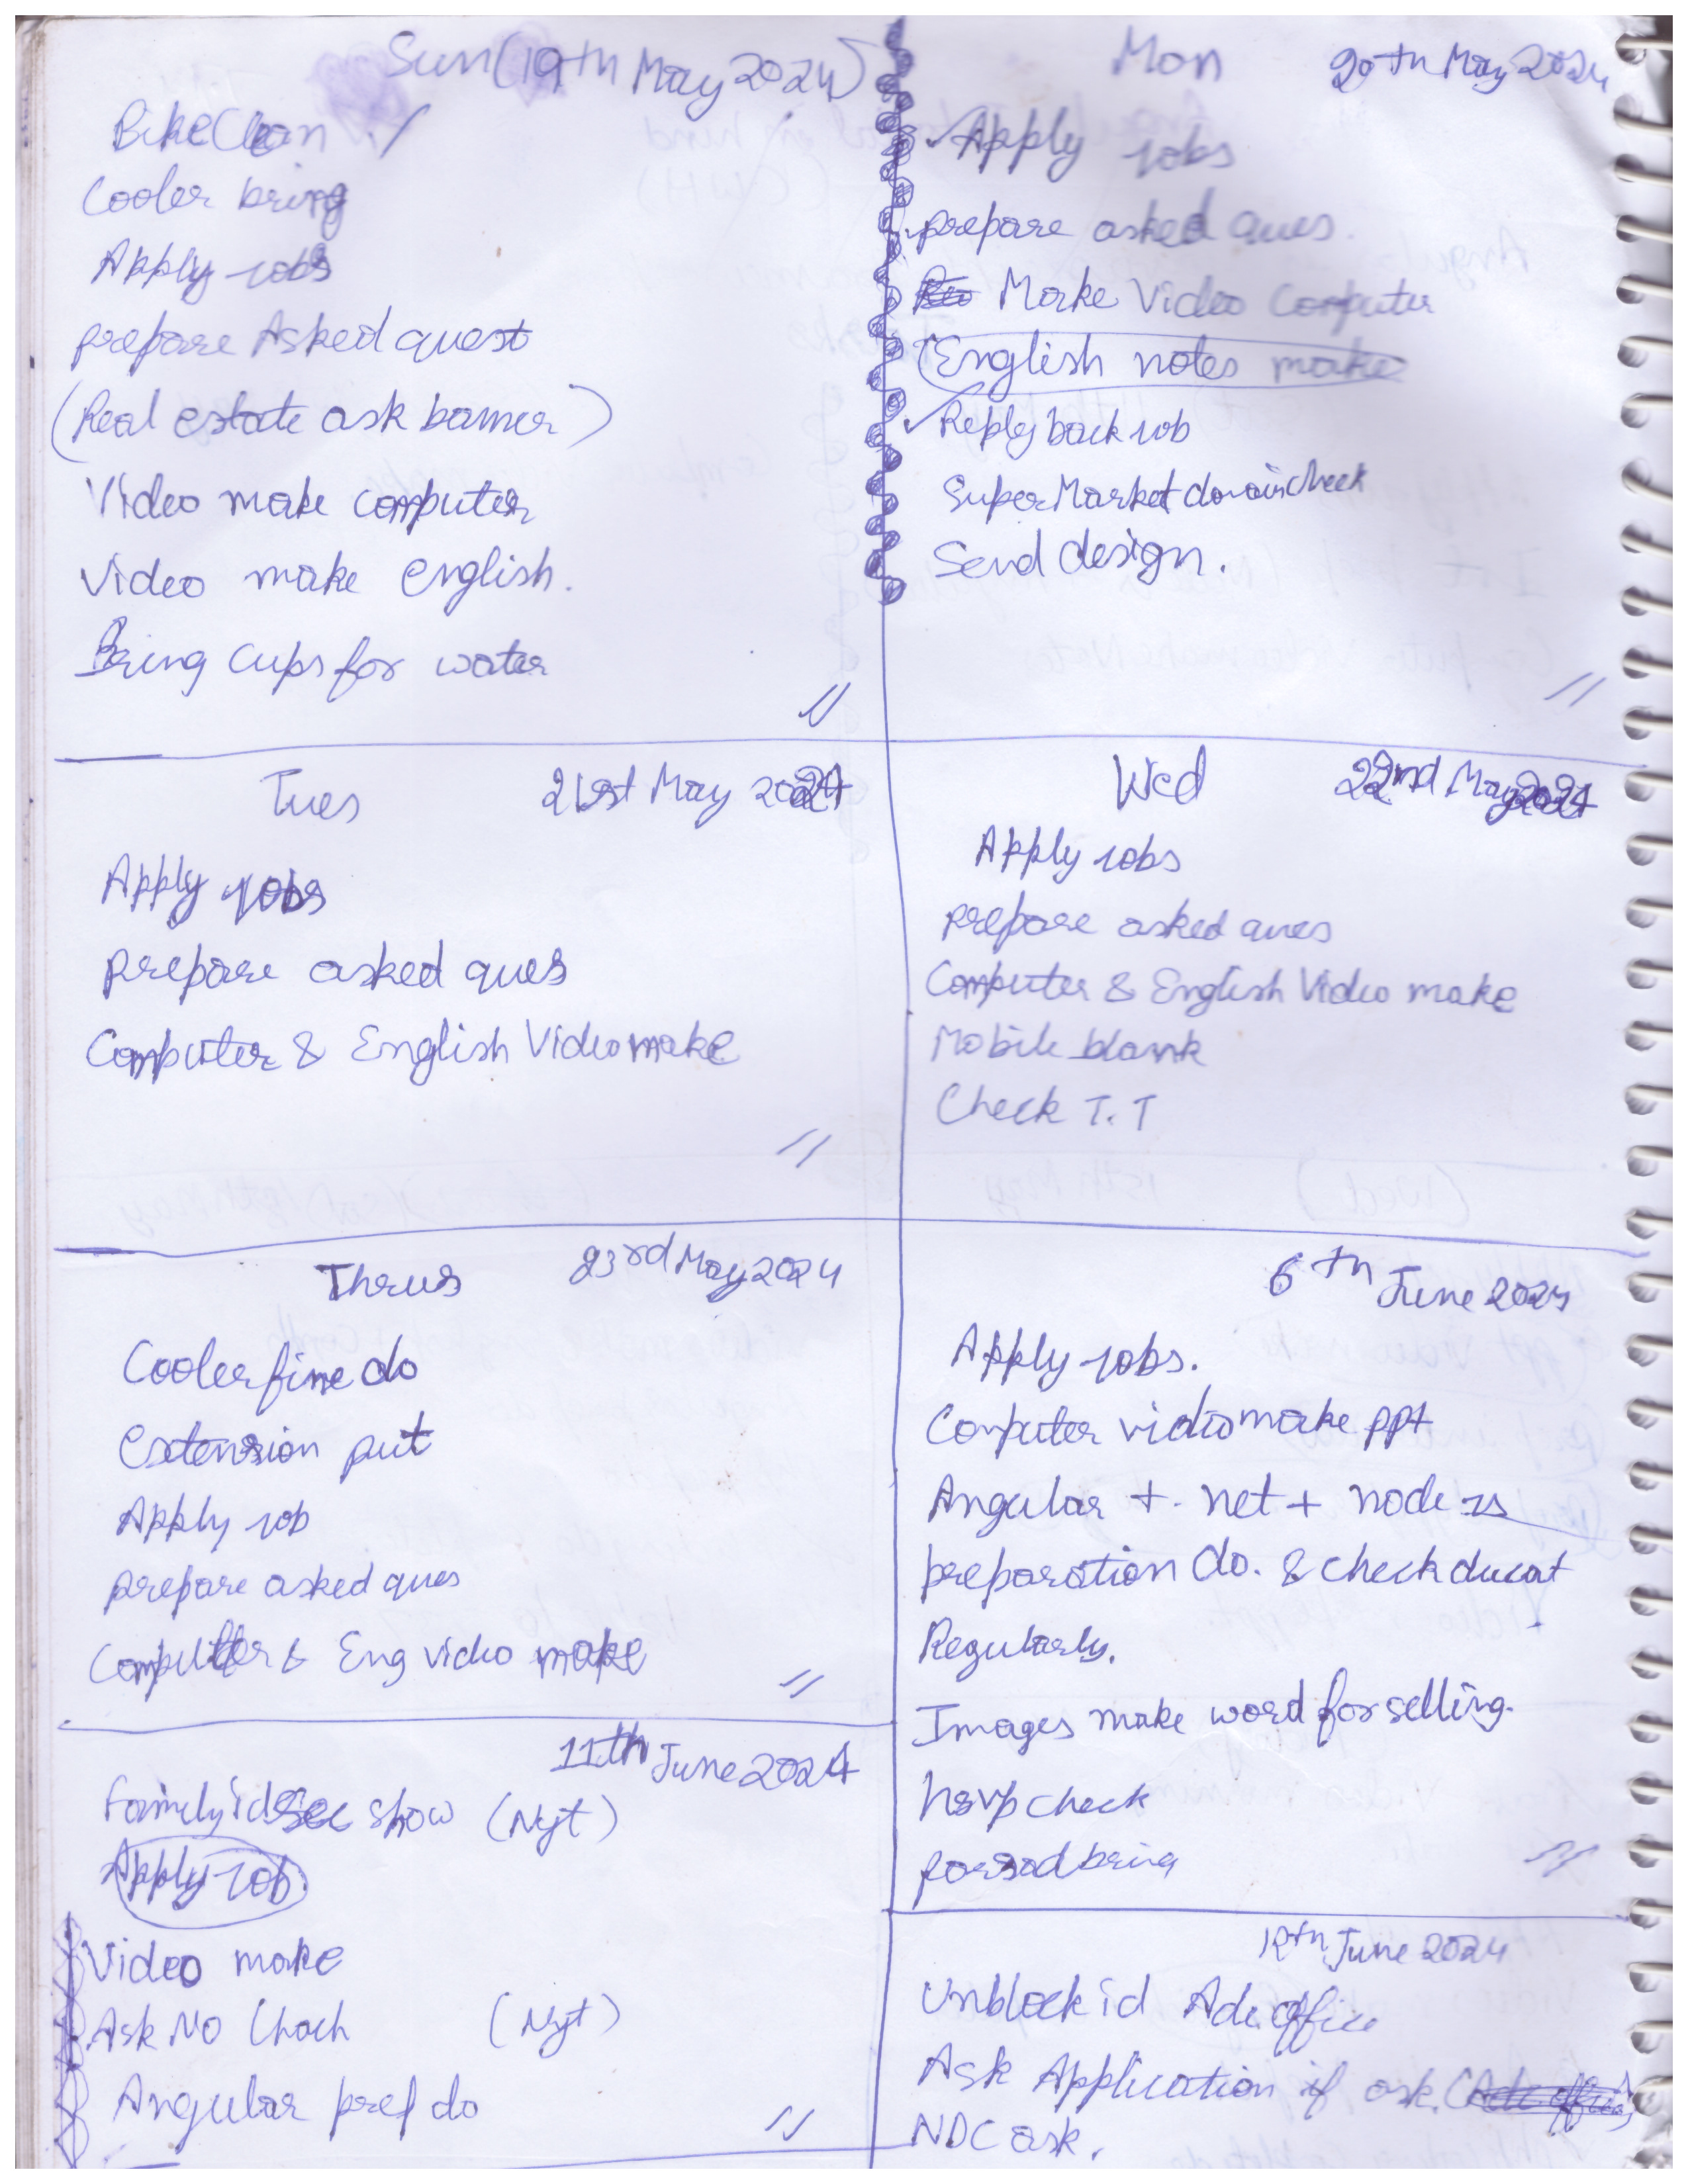 Sun (19th May 2024)
Bike Clean
Cooler bring
Apply jobs
prepare Asked quest
(Real estate ask banner)
Video make computer
Video make english.
Bring cups for water
Mon 20th May 2024
Apply jobs
prepare asked ques.
Make Video Computer
English notes make
Reply back job
Super Market domain check
Send design.
Tues 21st May 2024
Apply jobs
prepare asked ques
Computer & English Video make
Wed 22nd May 2024
Apply jobs
prepare asked ques
Computer & English Video make
Mobile blank
Check T.T
Thrus 23rd May 2024
Cooler fine do
extension put
Apply job
prepare asked ques
Computer & Eng video make
6th June 2024
Apply jobs.
Computer video make ppt
Angular + .net + node js
preparation do. & check ducat
Regularly.
Images make word for selling.
hsvp check
parsad bring
11th June 2024
Family id see show (Nyt)
Apply job.
Video make
Ask No (Nyt)
Angular prep do
12th June 2024
Unblock id Adc office
Ask Application if ask.
NDC ask.